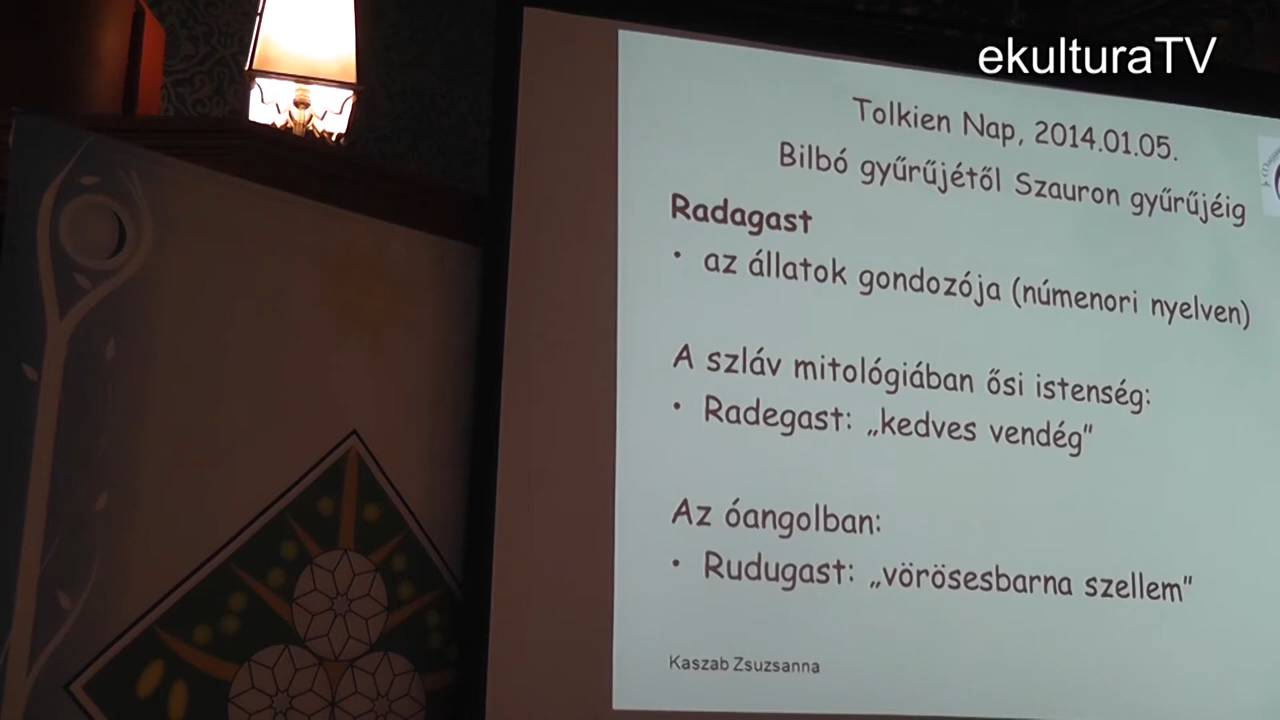 ekulturaTV
Tolkien Nap, 2014.01.05.
Bilbó gyűrűjétől Szauron gyűrűjéig
Radagast
• az állatok gondozója (númenori nyelven)
A szláv mitológiában ősi istenség:
• Radegast: „kedves vendég"
Az óangolban:
• Rudugast: „vörösesbarna szellem"
Kaszab Zsuzsanna